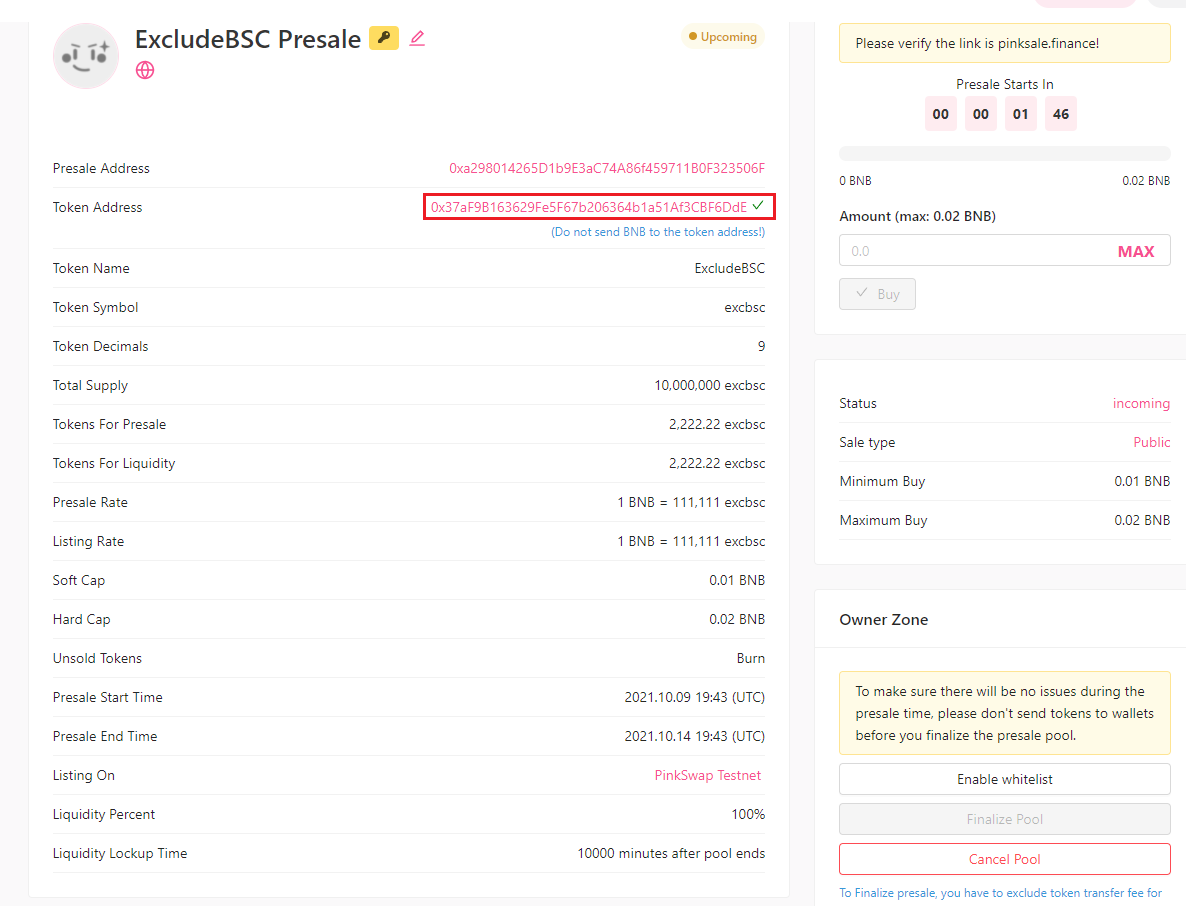 ExcludeBSC Presale
Upcoming
Presale Address 0xa298014265D1b9E3aC74A86f459711B0F323506F
Token Address 0x37aF9B163629Fe5F67b206364b1a51Af3CBF6DdE
(Do not send BNB to the token address!)
Token Name ExcludeBSC
Token Symbol excbsc
Token Decimals 9
Total Supply 10,000,000 excbsc
Tokens For Presale 2,222.22 excbsc
Tokens For Liquidity 2,222.22 excbsc
Presale Rate 1 BNB = 111,111 excbsc
Listing Rate 1 BNB = 111,111 excbsc
Soft Cap 0.01 BNB
Hard Cap 0.02 BNB
Unsold Tokens Burn
Presale Start Time 2021.10.09 19:43 (UTC)
Presale End Time 2021.10.14 19:43 (UTC)
Listing On PinkSwap Testnet
Liquidity Percent 100%
Liquidity Lockup Time 10000 minutes after pool ends
Please verify the link is pinksale.finance!
Presale Starts In
00 00 01 46
0 BNB 0.02 BNB
Amount (max: 0.02 BNB)
0.0 MAX
Buy
Status incoming
Sale type Public
Minimum Buy 0.01 BNB
Maximum Buy 0.02 BNB
Owner Zone
To make sure there will be no issues during the
presale time, please don't send tokens to wallets
before you finalize the presale pool.
Enable whitelist
Finalize Pool
Cancel Pool
To Finalize presale, you have to exclude token transfer fee for